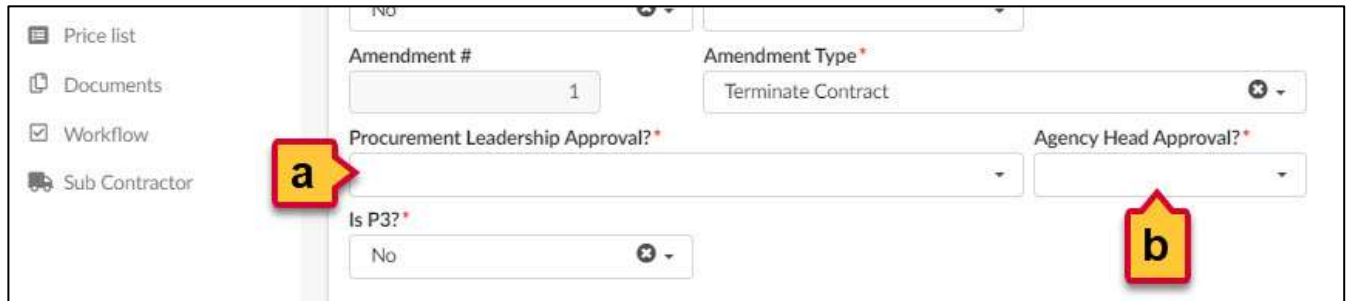 No
Price list
Amendment #
Amendment Type*
Documents
1
Terminate Contract
Workflow
Procurement Leadership Approval?*
Agency Head Approval?*
a
Sub Contractor
Is P3?*
No
b